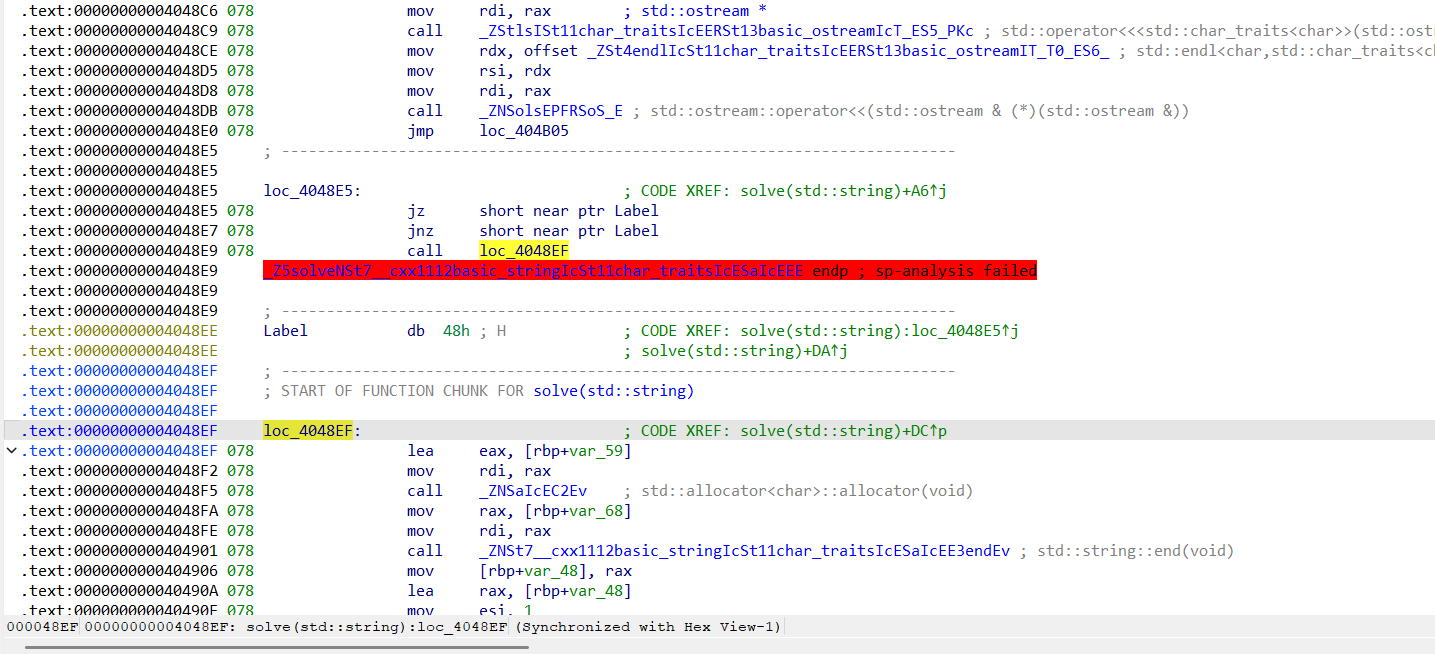 .text:00000000004048C6 078                 mov     rdi, rax        ; std::ostream *
.text:00000000004048C9 078                 call    _ZStlsISt11char_traitsIcEERSt13basic_ostreamIcT_ES5_PKc ; std::operator<<<std::char_traits<char>>(std::ost
.text:00000000004048CE 078                 mov     rdx, offset _ZSt4endlIcSt11char_traitsIcEERSt13basic_ostreamIT_T0_ES6_ ; std::endl<char,std::char_traits<c
.text:00000000004048D5 078                 mov     rsi, rdx
.text:00000000004048D8 078                 mov     rdi, rax
.text:00000000004048DB 078                 call    _ZNSolsEPFRSoS_E ; std::ostream::operator<<(std::ostream & (*)(std::ostream &))
.text:00000000004048E0 078                 jmp     loc_404B05
.text:00000000004048E5     ; ---------------------------------------------------------------------------
.text:00000000004048E5
.text:00000000004048E5     loc_4048E5:                             ; CODE XREF: solve(std::string)+A6↑j
.text:00000000004048E5 078                 jz      short near ptr Label
.text:00000000004048E7 078                 jnz     short near ptr Label
.text:00000000004048E9 078                 call    loc_4048EF
.text:00000000004048E9     _Z5solveNSt7__cxx1112basic_stringIcSt11char_traitsIcESaIcEEE endp ; sp-analysis failed
.text:00000000004048E9
.text:00000000004048E9     ; ---------------------------------------------------------------------------
.text:00000000004048EE     Label           db  48h ; H             ; CODE XREF: solve(std::string):loc_4048E5↑j
.text:00000000004048EE                                             ; solve(std::string)+DA↑j
.text:00000000004048EF     ; ---------------------------------------------------------------------------
.text:00000000004048EF     ; START OF FUNCTION CHUNK FOR solve(std::string)
.text:00000000004048EF
.text:00000000004048EF     loc_4048EF:                             ; CODE XREF: solve(std::string)+DC↑p
.text:00000000004048EF 078                 lea     eax, [rbp+var_59]
.text:00000000004048F2 078                 mov     rdi, rax
.text:00000000004048F5 078                 call    _ZNSaIcEC2Ev    ; std::allocator<char>::allocator(void)
.text:00000000004048FA 078                 mov     rax, [rbp+var_68]
.text:00000000004048FE 078                 mov     rdi, rax
.text:0000000000404901 078                 call    _ZNSt7__cxx1112basic_stringIcSt11char_traitsIcESaIcEE3endEv ; std::string::end(void)
.text:0000000000404906 078                 mov     [rbp+var_48], rax
.text:000000000040490A 078                 lea     rax, [rbp+var_48]
.text:000000000040490E 078                 mov     esi, 1
000048EF 00000000004048EF: solve(std::string):loc_4048EF (Synchronized with Hex View-1)